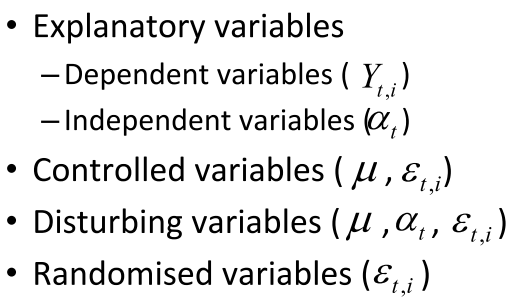 • Explanatory variables
– Dependent variables ( Y_{t,i} )
– Independent variables (α_t)
• Controlled variables ( μ , ε_{t,i})
• Disturbing variables ( μ , α_t, ε_{t,i})
• Randomised variables (ε_{t,i} )